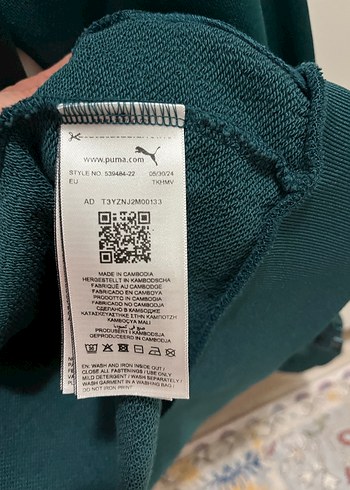 www.puma.com
STYLE NO. 539484-22 05/30/24
EU TKHMV
AD T3YZNJ2M00133
MADE IN CAMBODIA
HERGESTELLT IN KAMBODSCHA
FABRIQUÉ AU CAMBODGE
FABRICADO EN CAMBOYA
PRODOTTO IN CAMBOGIA
FABRICADO NO CAMBOJA
СДЕЛАНО В КАМБОДЖЕ
ΚΑΤΑΣΚΕΥΑΣΤΗΚΕ ΣΤΗΝ ΚΑΜΠΟΤΖΗ
KAMBOÇYA MALI
PRODUSERT I KAMBODSJA
GEPRODUCEERD IN CAMBODJA
EN: WASH AND IRON INSIDE OUT /
CLOSE ALL FASTENINGS / USE ONLY
MILD DETERGENT / WASH SEPARATELY /
WASH GARMENT IN A WASHING BAG /
DO NOT IRON PRINT